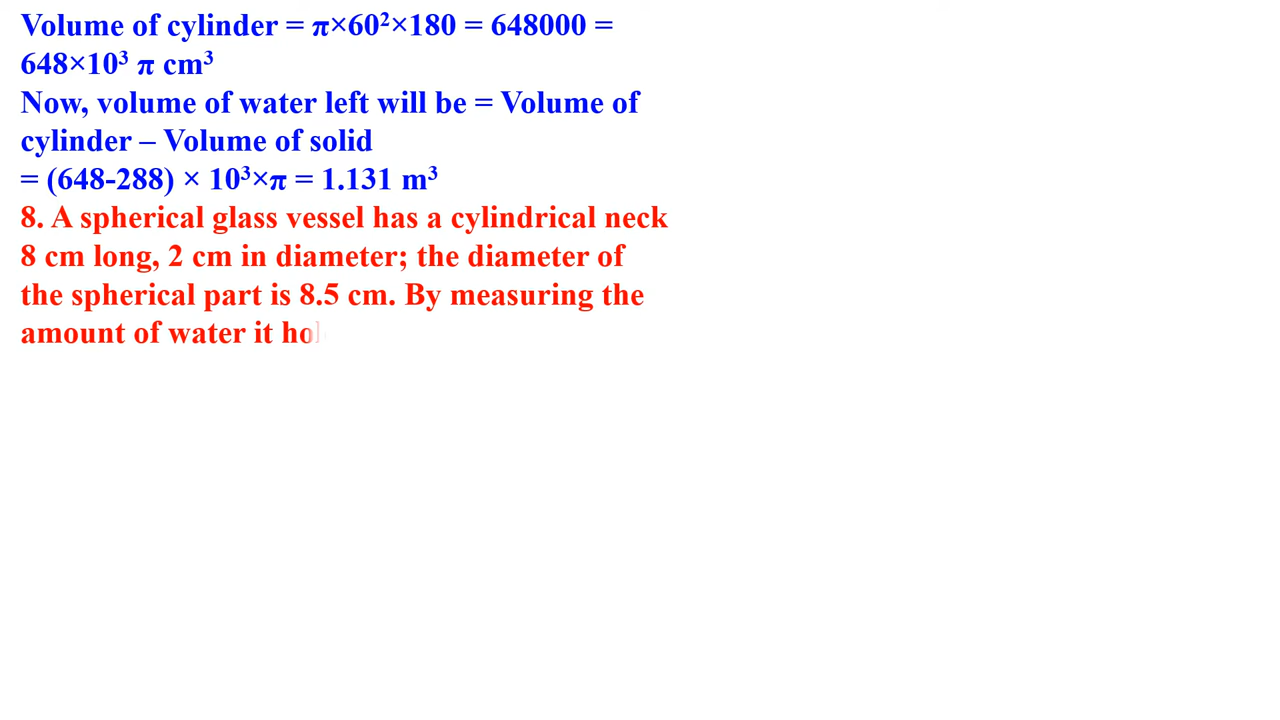 Volume of cylinder = π×60²×180 = 648000 =
648×10³ π cm³
Now, volume of water left will be = Volume of
cylinder – Volume of solid
= (648-288) × 10³×π = 1.131 m³
8. A spherical glass vessel has a cylindrical neck
8 cm long, 2 cm in diameter; the diameter of
the spherical part is 8.5 cm. By measuring the
amount of water it